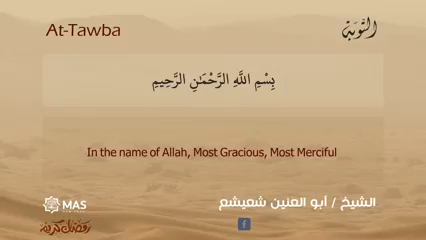 At-Tawba
التوبة
بِسْمِ اللَّهِ الرَّحْمَٰنِ الرَّحِيمِ
In the name of Allah, Most Gracious, Most Merciful
الشيخ / أبو العنين شعيشع
MAS
رمضان كريم
f